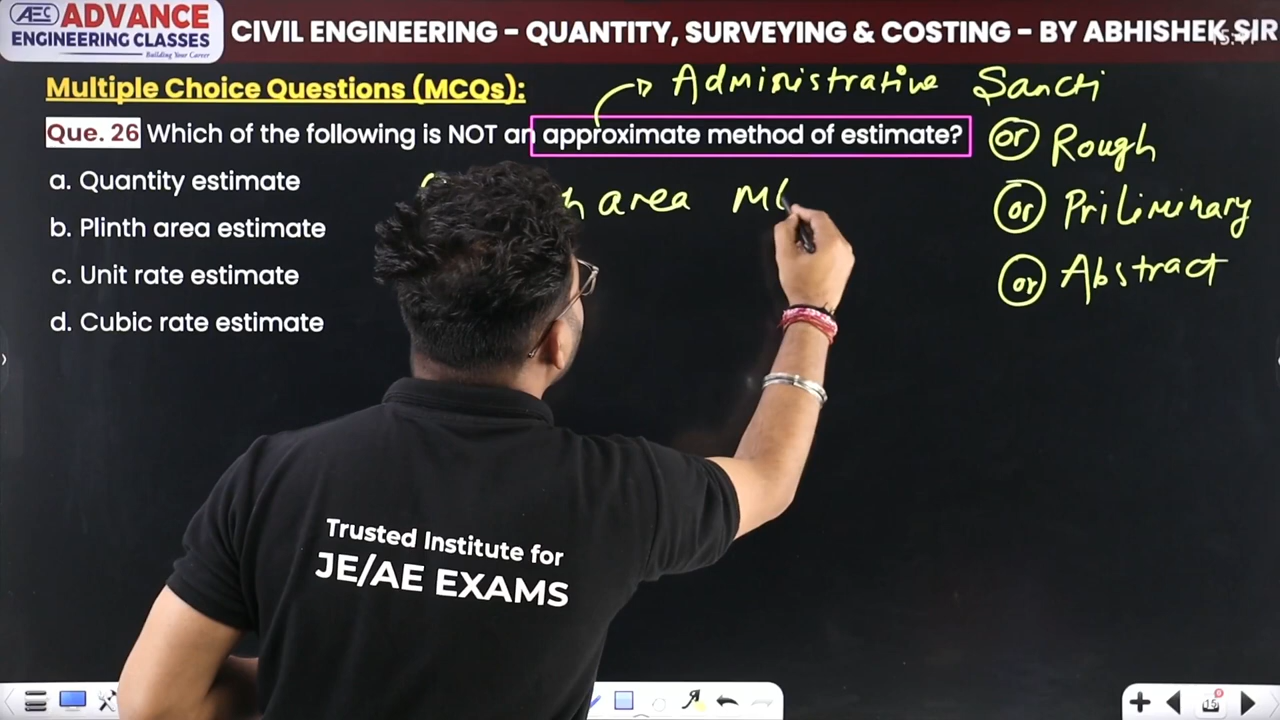 AEC ADVANCE
ENGINEERING CLASSES
Building Your Career
CIVIL ENGINEERING - QUANTITY, SURVEYING & COSTING - BY ABHISHEK SIR
Multiple Choice Questions (MCQs):
Administrative Sancti
Que. 26 Which of the following is NOT an approximate method of estimate?
or Rough
a. Quantity estimate
area
or Priliminary
b. Plinth area estimate
c. Unit rate estimate
or Abstract
d. Cubic rate estimate
Trusted Institute for
JE/AE EXAMS
15